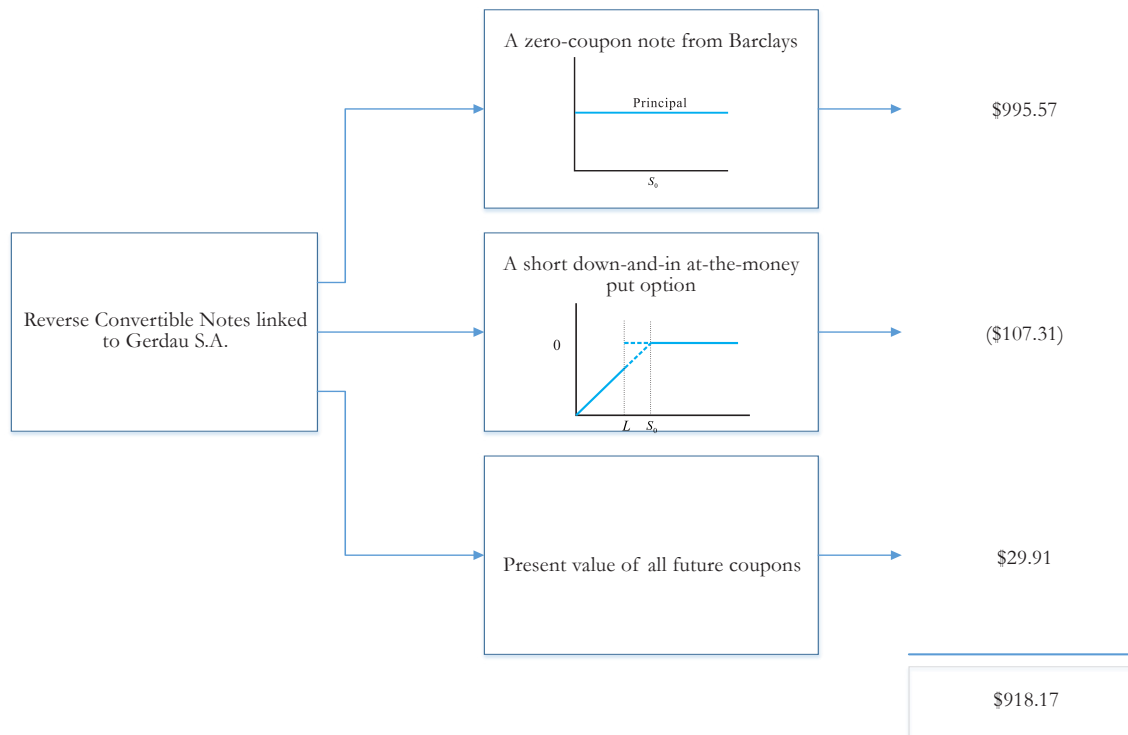 A zero-coupon note from Barclays
Principal
S₀
$995.57
Reverse Convertible Notes linked
to Gerdau S.A.
A short down-and-in at-the-money
put option
0
L S₀
($107.31)
Present value of all future coupons
$29.91
$918.17